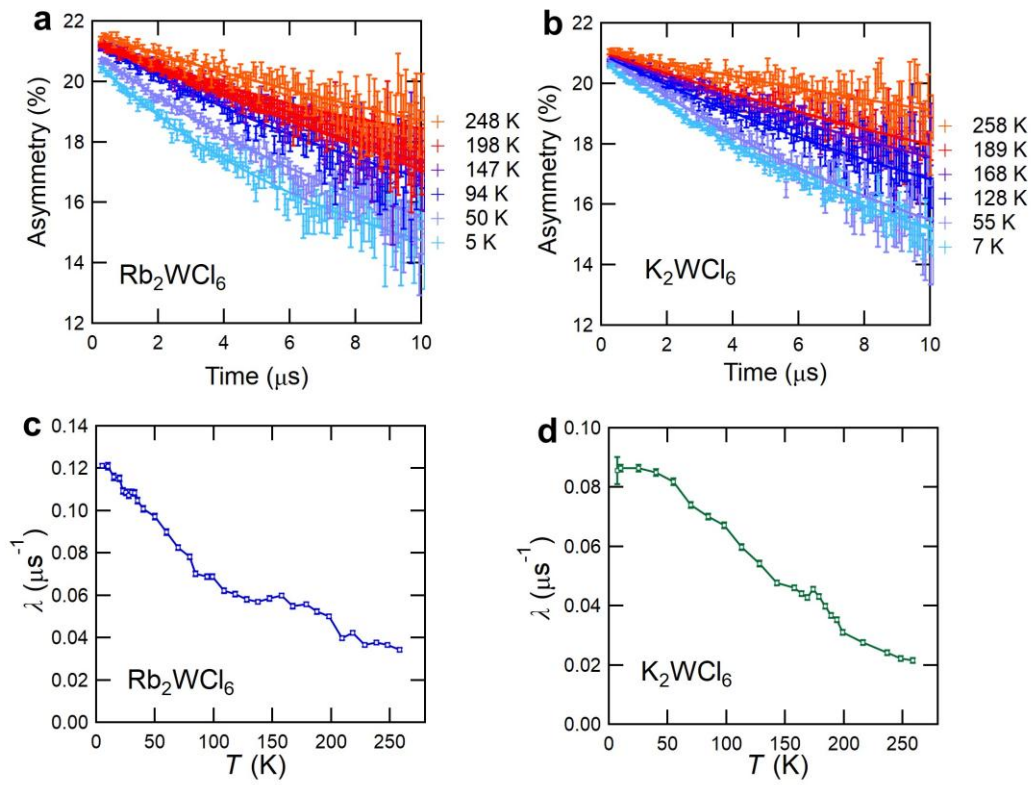 a
22
20
18
16
14
12
Asymmetry (%)
0 2 4 6 8 10
Time (μs)
Rb₂WCl₆
248 K
198 K
147 K
94 K
50 K
5 K
b
22
20
18
16
14
12
Asymmetry (%)
0 2 4 6 8 10
Time (μs)
K₂WCl₆
258 K
189 K
168 K
128 K
55 K
7 K
c
0.14
0.12
0.10
0.08
0.06
0.04
0.02
0.00
λ (μs⁻¹)
0 50 100 150 200 250
T (K)
Rb₂WCl₆
d
0.10
0.08
0.06
0.04
0.02
0.00
λ (μs⁻¹)
0 50 100 150 200 250
T (K)
K₂WCl₆